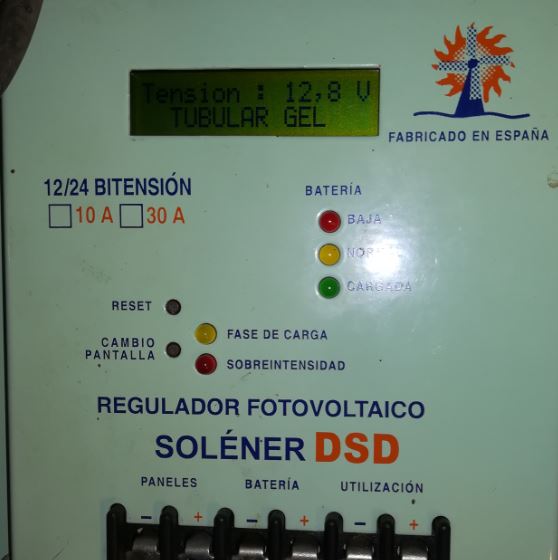 Tension : 12,8 V
TUBULAR GEL
FABRICADO EN ESPAÑA
12/24 BITENSIÓN
10 A 30 A
BATERÍA
BAJA
CARGADA
RESET
FASE DE CARGA
CAMBIO
PANTALLA
SOBREINTENSIDAD
REGULADOR FOTOVOLTAICO
SOLÉNER DSD
PANELES BATERÍA UTILIZACIÓN
- + - + - +